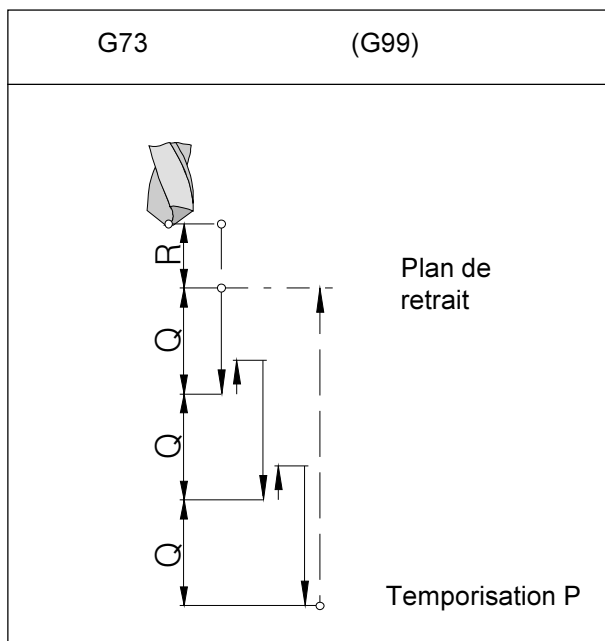 G73 (G99)
R
Plan de
retrait
Q
Q
Q
Temporisation P